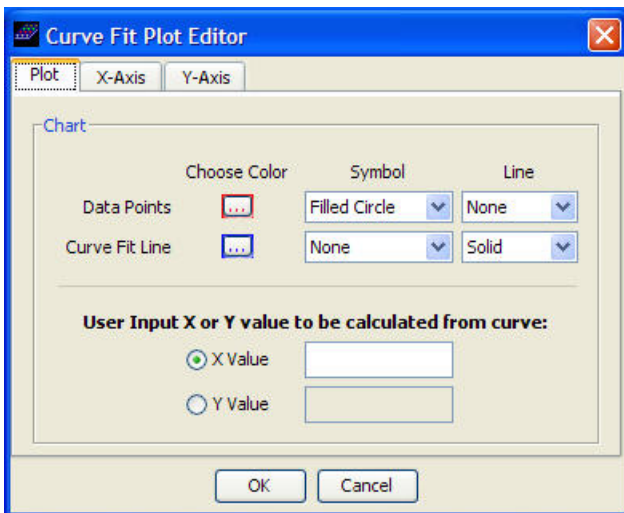 Curve Fit Plot Editor
Plot X-Axis Y-Axis
Chart
Choose Color Symbol Line
Data Points ... Filled Circle None
Curve Fit Line ... None Solid
User Input X or Y value to be calculated from curve:
X Value
Y Value
OK Cancel